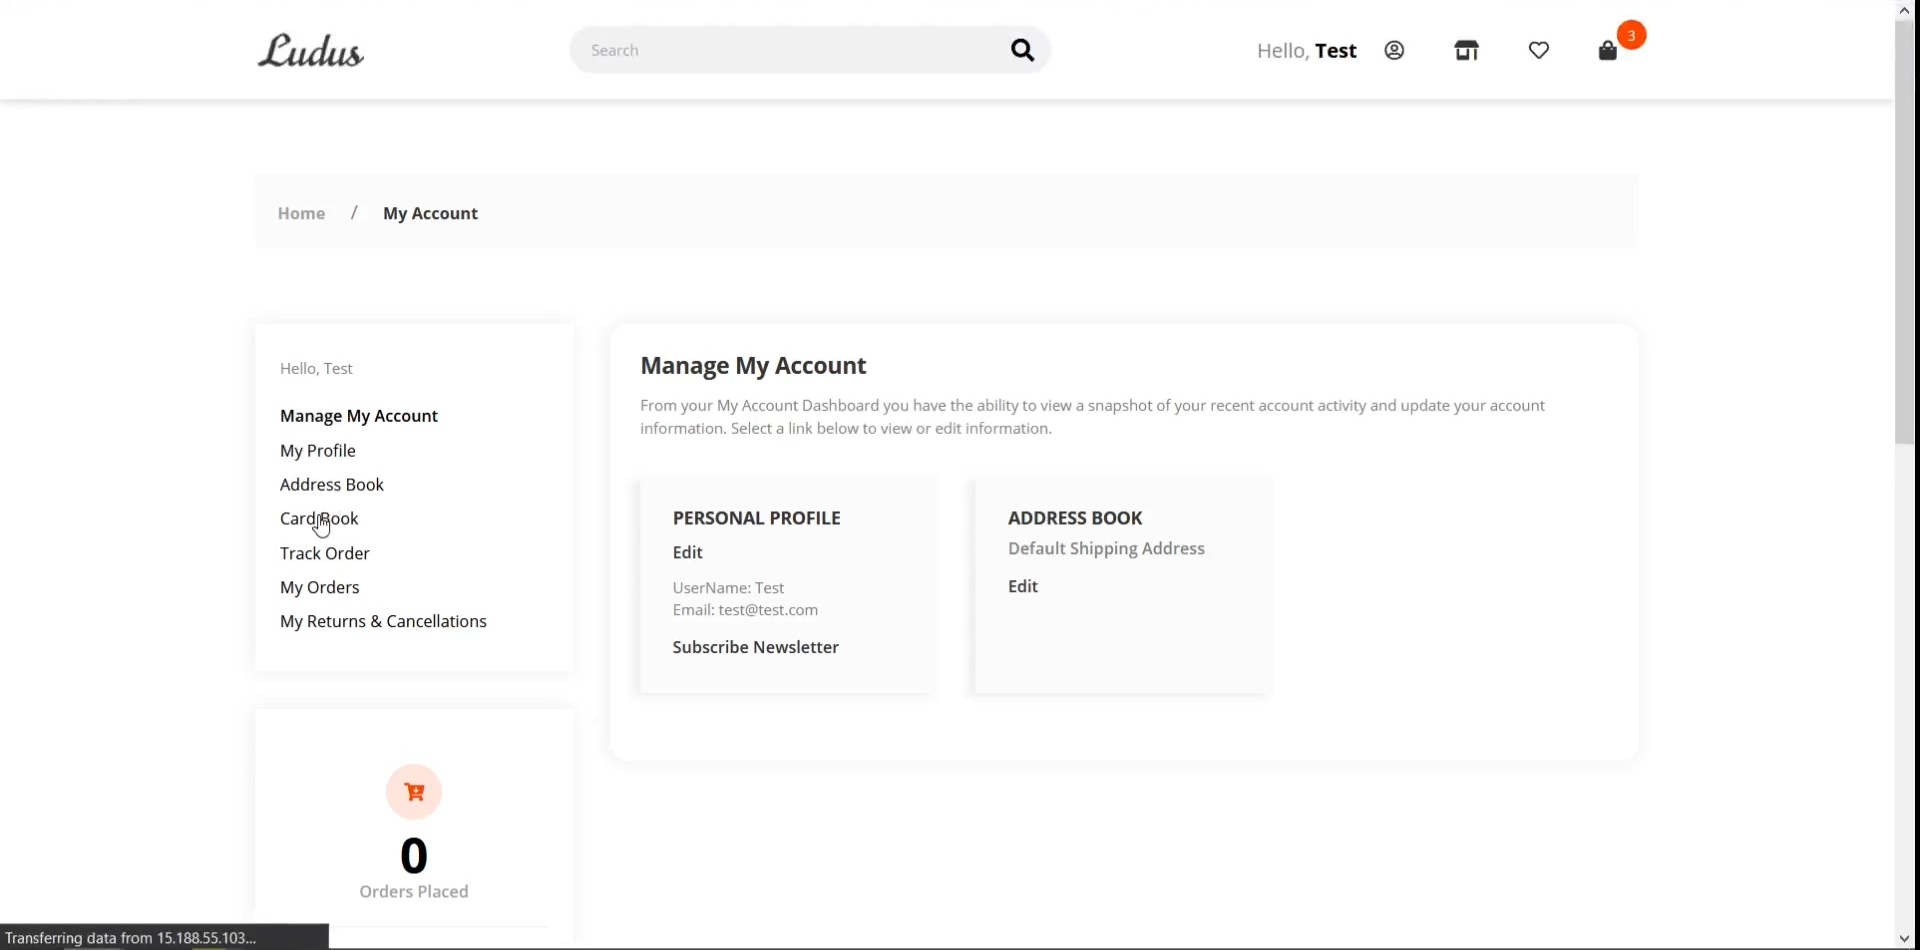 Ludus
Search
Hello, Test
3
Home / My Account
Hello, Test
Manage My Account
My Profile
Address Book
Card Book
Track Order
My Orders
My Returns & Cancellations
0
Orders Placed
Manage My Account
From your My Account Dashboard you have the ability to view a snapshot of your recent account activity and update your account
information. Select a link below to view or edit information.
PERSONAL PROFILE
Edit
UserName: Test
Email: test@test.com
Subscribe Newsletter
ADDRESS BOOK
Default Shipping Address
Edit
Transferring data from 15.188.55.103...